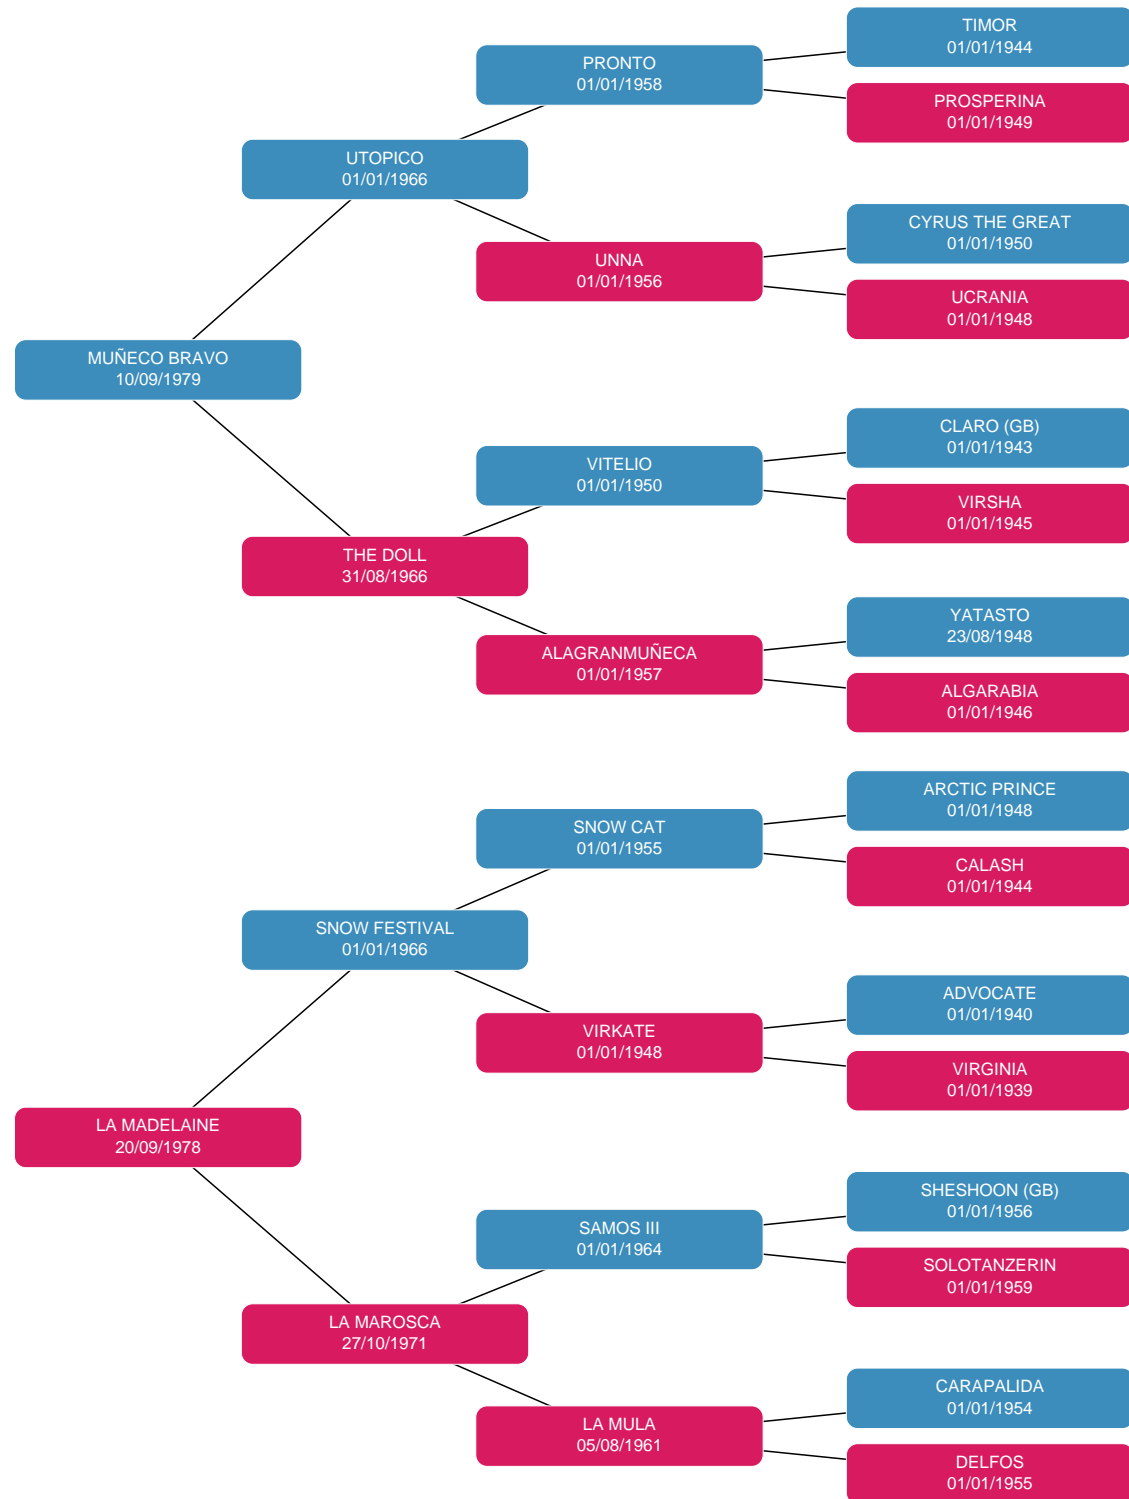 TIMOR
01/01/1944
PRONTO
01/01/1958
PROSPERINA
01/01/1949
UTOPICO
01/01/1966
CYRUS THE GREAT
01/01/1950
UNNA
01/01/1956
UCRANIA
01/01/1948
MUÑECO BRAVO
10/09/1979
CLARO (GB)
01/01/1943
VITELIO
01/01/1950
VIRSHA
01/01/1945
THE DOLL
31/08/1966
YATASTO
23/08/1948
ALAGRANMUÑECA
01/01/1957
ALGARABIA
01/01/1946
ARCTIC PRINCE
01/01/1948
SNOW CAT
01/01/1955
CALASH
01/01/1944
SNOW FESTIVAL
01/01/1966
ADVOCATE
01/01/1940
VIRKATE
01/01/1948
VIRGINIA
01/01/1939
LA MADELAINE
20/09/1978
SHESHOON (GB)
01/01/1956
SAMOS III
01/01/1964
SOLOTANZERIN
01/01/1959
LA MAROSCA
27/10/1971
CARAPALIDA
01/01/1954
LA MULA
05/08/1961
DELFOS
01/01/1955